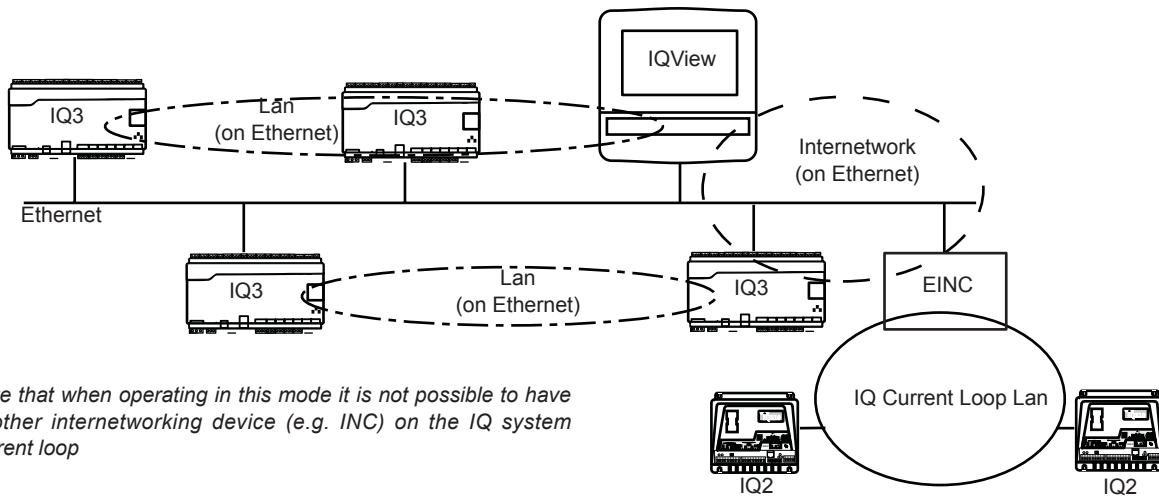 IQView
IQ3
Lan
(on Ethernet)
IQ3
Internetwork
(on Ethernet)
Ethernet
IQ3
Lan
(on Ethernet)
IQ3
EINC
that when operating in this mode it is not possible to have
other internetworking device (e.g. INC) on the IQ system
loop
IQ Current Loop Lan
IQ2
IQ2